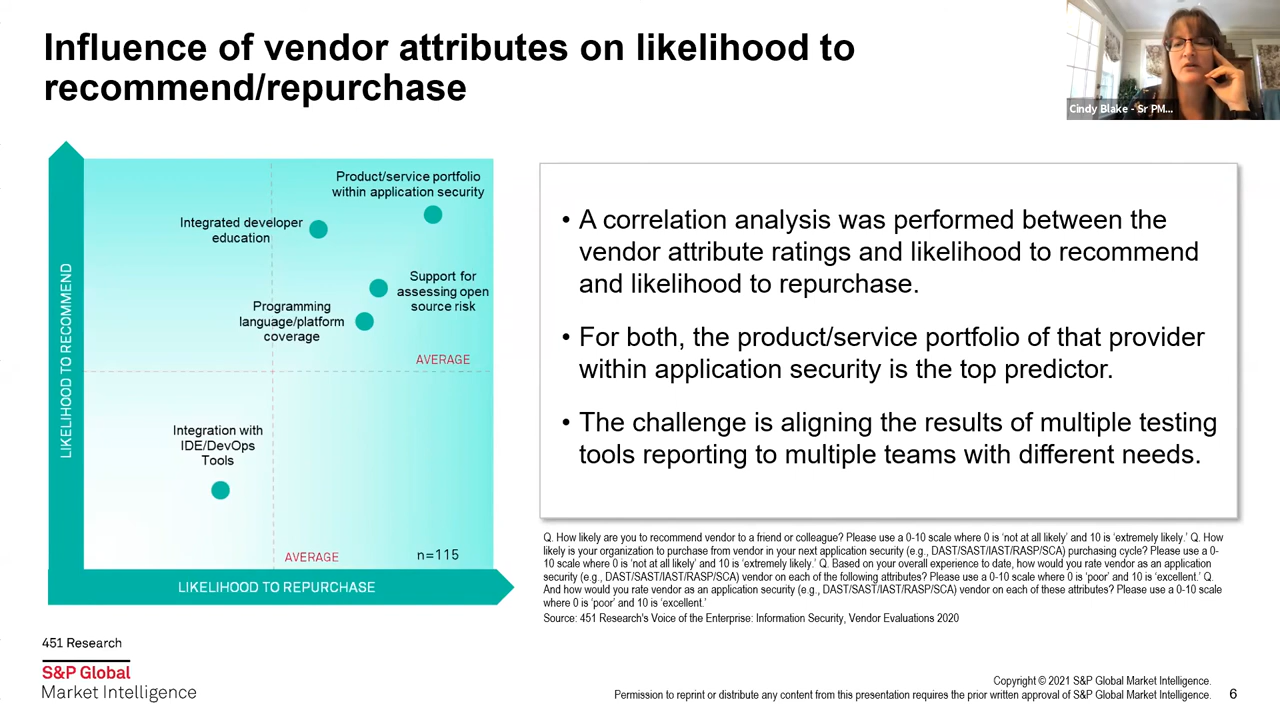 Influence of vendor attributes on likelihood to
recommend/repurchase
Cindy Blake - Sr PM...
LIKELIHOOD TO RECOMMEND
Product/service portfolio
within application security
Integrated developer
education
Support for
assessing open
source risk
Programming
language/platform
coverage
AVERAGE
Integration with
IDE/DevOps
Tools
AVERAGE
n=115
LIKELIHOOD TO REPURCHASE
• A correlation analysis was performed between the
vendor attribute ratings and likelihood to recommend
and likelihood to repurchase.
• For both, the product/service portfolio of that provider
within application security is the top predictor.
• The challenge is aligning the results of multiple testing
tools reporting to multiple teams with different needs.
Q. How likely are you to recommend vendor to a friend or colleague? Please use a 0-10 scale where 0 is ‘not at all likely’ and 10 is ‘extremely likely.’ Q. How
likely is your organization to purchase from vendor in your next application security (e.g., DAST/SAST/IAST/RASP/SCA) purchasing cycle? Please use a 0-
10 scale where 0 is ‘not at all likely’ and 10 is ‘extremely likely.’ Q. Based on your overall experience to date, how would you rate vendor as an application
security (e.g., DAST/SAST/IAST/RASP/SCA) vendor on each of the following attributes? Please use a 0-10 scale where 0 is ‘poor’ and 10 is ‘excellent.’ Q.
And how would you rate vendor as an application security (e.g., DAST/SAST/IAST/RASP/SCA) vendor on each of these attributes? Please use a 0-10 scale
where 0 is ‘poor’ and 10 is ‘excellent.’
Source: 451 Research's Voice of the Enterprise: Information Security, Vendor Evaluations 2020
451 Research
S&P Global
Market Intelligence
Copyright © 2021 S&P Global Market Intelligence.
Permission to reprint or distribute any content from this presentation requires the prior written approval of S&P Global Market Intelligence.
6